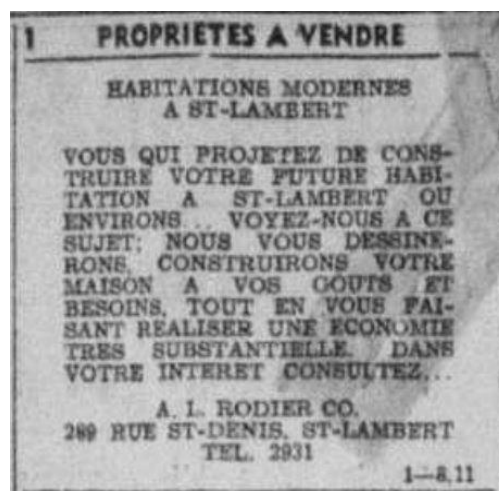 1 PROPRIETES A VENDRE
HABITATIONS MODERNES
A ST-LAMBERT
VOUS QUI PROJETEZ DE CONS-
TRUIRE VOTRE FUTURE HABI-
TATION A ST-LAMBERT OU
ENVIRONS... VOYEZ-NOUS A CE
SUJET; NOUS VOUS DESSINE-
RONS, CONSTRUIRONS VOTRE
MAISON A VOS GOUTS ET
BESOINS, TOUT EN VOUS FAI-
SANT REALISER UNE ECONOMIE
TRES SUBSTANTIELLE. DANS
VOTRE INTERET CONSULTEZ...
A. L. RODIER CO.
289 RUE ST-DENIS, ST-LAMBERT
TEL. 2931
1—8,11